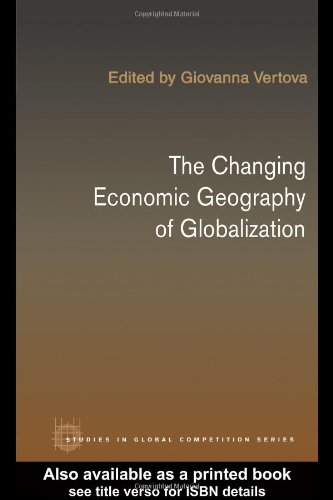 Edited by Giovanna Vertova
The Changing
Economic Geography
of Globalization
STUDIES IN GLOBAL COMPETITION SERIES
Also available as a printed book
see title verso for ISBN details